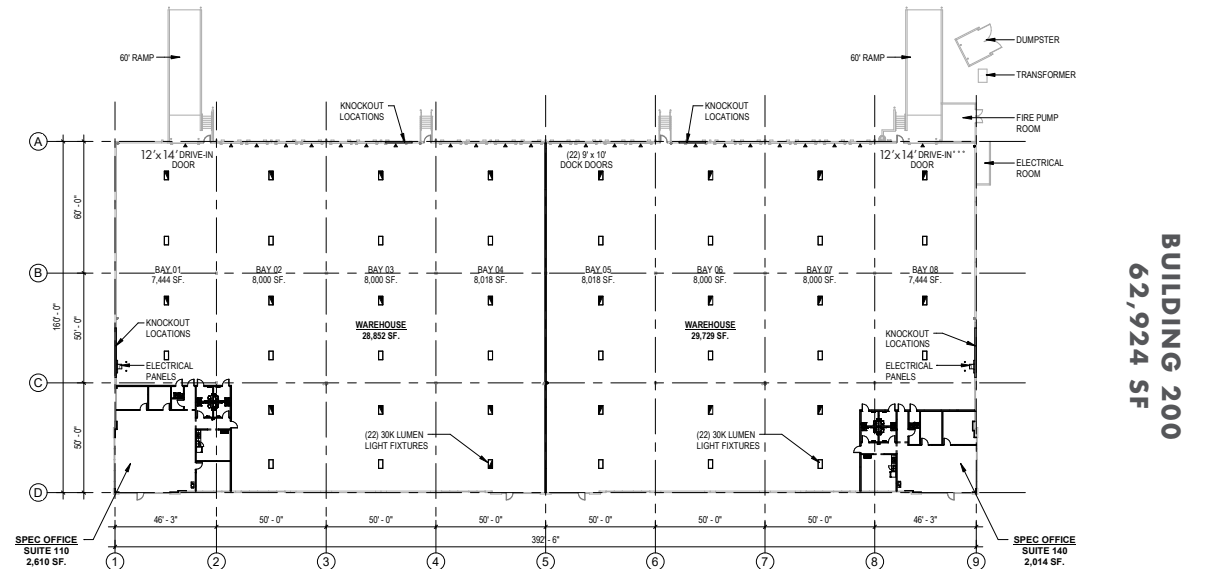 60' RAMP
60' RAMP
DUMPSTER
TRANSFORMER
FIRE PUMP
ROOM
ELECTRICAL
ROOM
KNOCKOUT
LOCATIONS
KNOCKOUT
LOCATIONS
A
12'x14' DRIVE-IN
DOOR
(22) 9' x 10'
DOCK DOORS
12'x14' DRIVE-IN***
DOOR
60' - 0"
160' - 0"
B
BAY 01
7,444 SF.
BAY 02
8,000 SF.
BAY 03
8,000 SF.
BAY 04
8,018 SF.
BAY 05
8,018 SF.
BAY 06
8,000 SF.
BAY 07
8,000 SF.
BAY 08
7,444 SF.
50' - 0"
KNOCKOUT
LOCATIONS
WAREHOUSE
28,852 SF.
WAREHOUSE
29,729 SF.
KNOCKOUT
LOCATIONS
ELECTRICAL
PANELS
ELECTRICAL
PANELS
C
50' - 0"
(22) 30K LUMEN
LIGHT FIXTURES
(22) 30K LUMEN
LIGHT FIXTURES
D
46' - 3"
50' - 0"
50' - 0"
50' - 0"
50' - 0"
50' - 0"
50' - 0"
46' - 3"
392' - 6"
SPEC OFFICE
SUITE 110
2,610 SF.
SPEC OFFICE
SUITE 140
2,014 SF.
1
2
3
4
5
6
7
8
9
BUILDING 200
62,924 SF